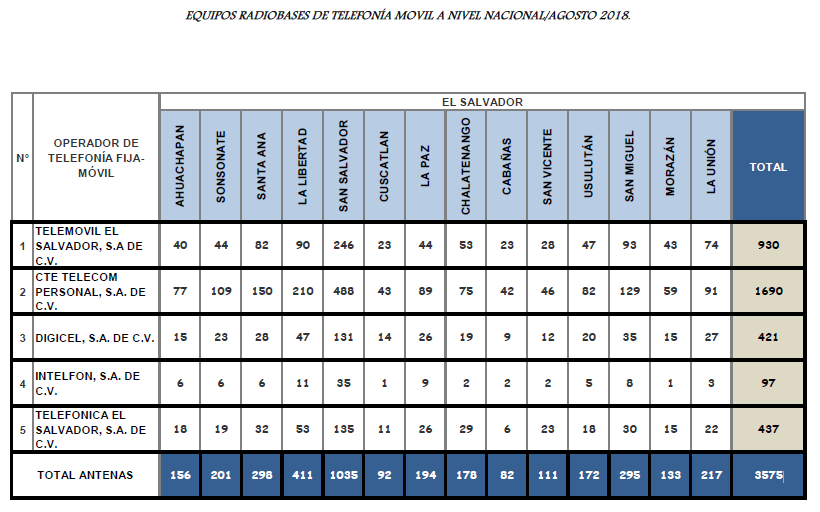 EQUIPOS RADIOBASES DE TELEFONÍA MOVIL A NIVEL NACIONAL/AGOSTO 2018.
EL SALVADOR
N° OPERADOR DE TELEFONÍA FIJA-MÓVIL AHUACHAPAN SONSONATE SANTA ANA LA LIBERTAD SAN SALVADOR CUSCATLAN LA PAZ CHALATENANGO CABAÑAS SAN VICENTE USULUTÁN SAN MIGUEL MORAZÁN LA UNIÓN TOTAL
1 TELEMOVIL EL SALVADOR, S.A DE C.V. 40 44 82 90 246 23 44 53 23 28 47 93 43 74 930
2 CTE TELECOM PERSONAL, S.A. DE C.V. 77 109 150 210 488 43 89 75 42 46 82 129 59 91 1690
3 DIGICEL, S.A. DE C.V. 15 23 28 47 131 14 26 19 9 12 20 35 15 27 421
4 INTELFON, S.A. DE C.V. 6 6 6 11 35 1 9 2 2 2 5 8 1 3 97
5 TELEFONICA EL SALVADOR, S.A. DE C.V. 18 19 32 53 135 11 26 29 6 23 18 30 15 22 437
TOTAL ANTENAS 156 201 298 411 1035 92 194 178 82 111 172 295 133 217 3575